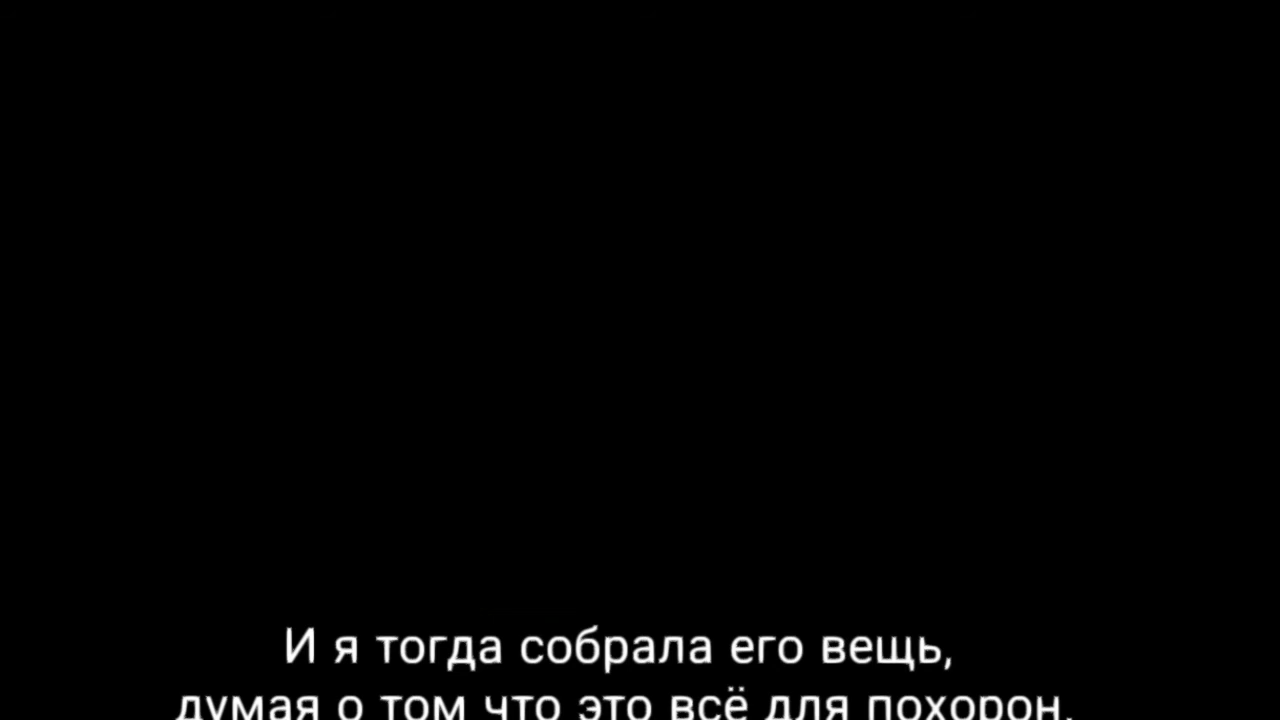 И я тогда собрала его вещь,
думая о том что это всё для похорон.